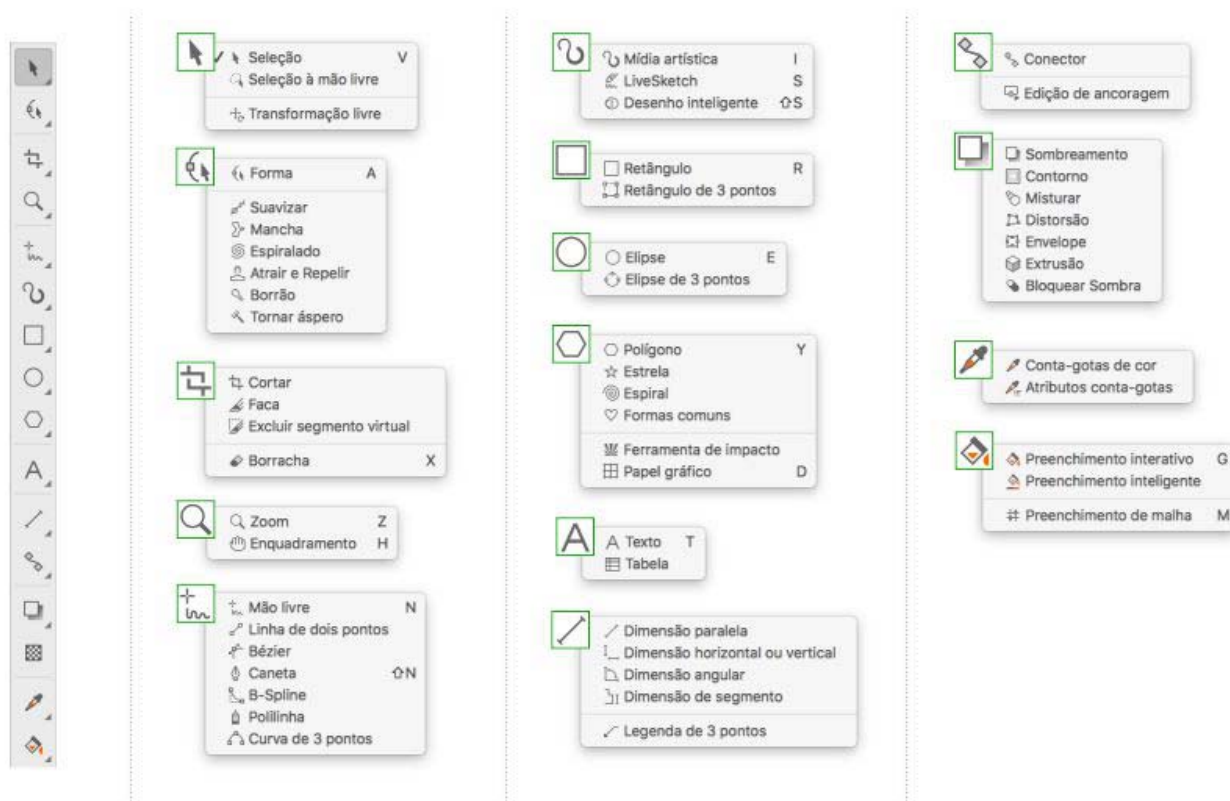 Seleção V
Seleção à mão livre
Transformação livre
Forma A
Suavizar
Mancha
Espiralado
Atrair e Repelir
Borrão
Tornar áspero
Cortar
Faca
Excluir segmento virtual
Borracha X
Zoom Z
Enquadramento H
Mão livre N
Linha de dois pontos
Bézier
Caneta ⇧N
B-Spline
Polilinha
Curva de 3 pontos
Mídia artística I
LiveSketch S
Desenho inteligente ⇧S
Retângulo R
Retângulo de 3 pontos
Elipse E
Elipse de 3 pontos
Polígono Y
Estrela
Espiral
Formas comuns
Ferramenta de impacto
Papel gráfico D
A Texto T
Tabela
Dimensão paralela
Dimensão horizontal ou vertical
Dimensão angular
Dimensão de segmento
Legenda de 3 pontos
Conector
Edição de ancoragem
Sombreamento
Contorno
Misturar
Distorsão
Envelope
Extrusão
Bloquear Sombra
Conta-gotas de cor
Atributos conta-gotas
Preenchimento interativo G
Preenchimento inteligente
Preenchimento de malha M